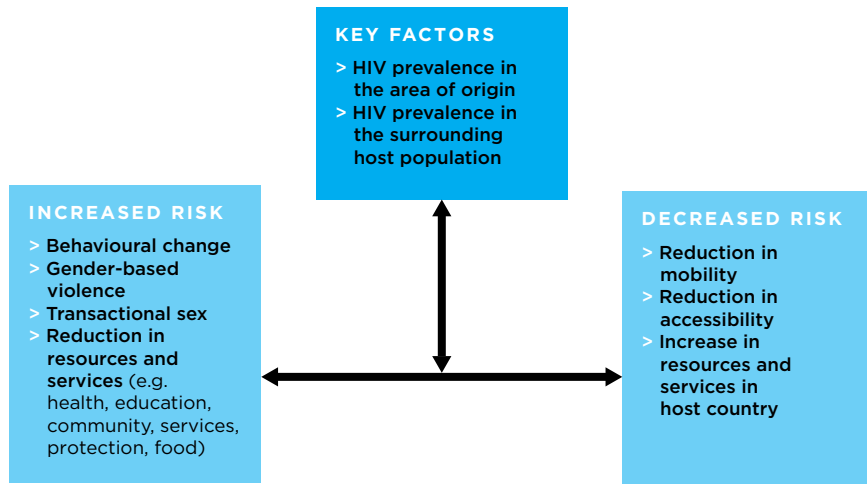 KEY FACTORS
> HIV prevalence in
the area of origin
> HIV prevalence in
the surrounding
host population
INCREASED RISK
> Behavioural change
> Gender-based
violence
> Transactional sex
> Reduction in
resources and
services (e.g.
health, education,
community, services,
protection, food)
DECREASED RISK
> Reduction in
mobility
> Reduction in
accessibility
> Increase in
resources and
services in
host country